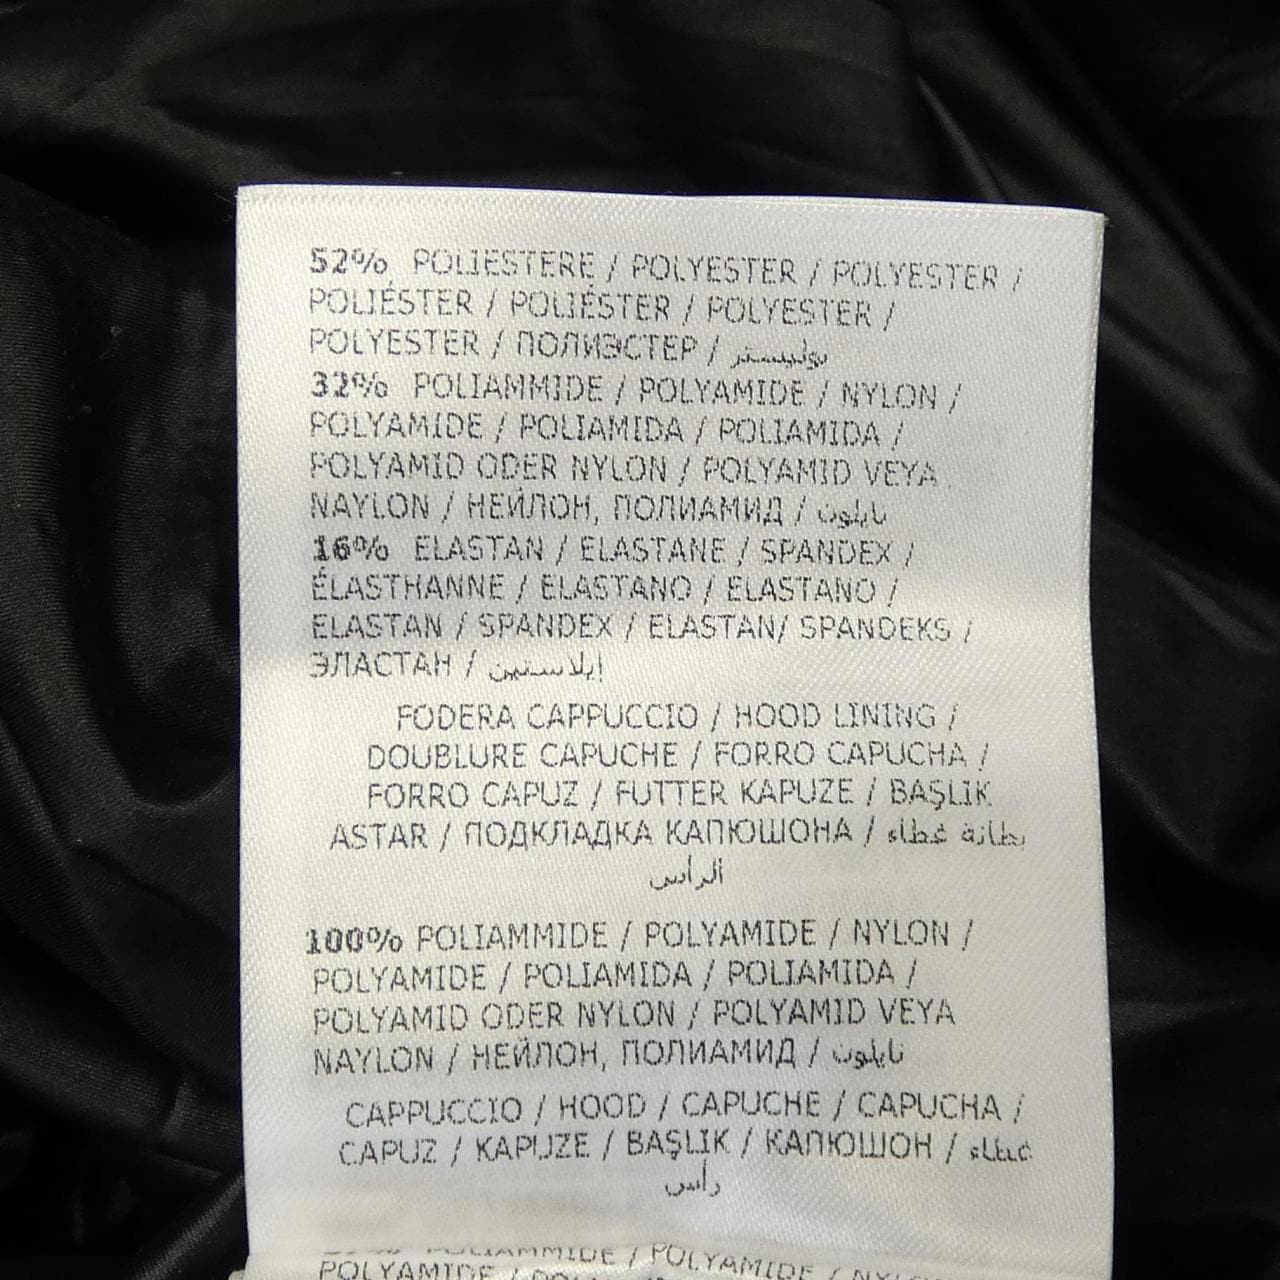 52% POLIESTERE / POLYESTER / POLYESTER /
POLIÉSTER / POLIÉSTER / POLYESTER /
POLYESTER / ПОЛИЭСТЕР / بوليستر
32% POLIAMMIDE / POLYAMIDE / NYLON /
POLYAMIDE / POLIAMIDA / POLIAMIDA /
POLYAMID ODER NYLON / POLYAMID VEYA
NAYLON / НЕЙЛОН, ПОЛИАМИД / نايلون
16% ELASTAN / ELASTANE / SPANDEX /
ÉLASTHANNE / ELASTANO / ELASTANO /
ELASTAN / SPANDEX / ELASTAN/ SPANDEKS /
ЭЛАСТАН / إيلاستين
FODERA CAPPUCCIO / HOOD LINING /
DOUBLURE CAPUCHE / FORRO CAPUCHA /
FORRO CAPUZ / FUTTER KAPUZE / BAŞLIK
ASTAR / ПОДКЛАДКА КАПЮШОНА / بطانة غطاء
الرأس
100% POLIAMMIDE / POLYAMIDE / NYLON /
POLYAMIDE / POLIAMIDA / POLIAMIDA /
POLYAMID ODER NYLON / POLYAMID VEYA
NAYLON / НЕЙЛОН, ПОЛИАМИД / نايلون
CAPPUCCIO / HOOD / CAPUCHE / CAPUCHA /
CAPUZ / KAPUZE / BAŞLIK / КАПЮШОН / غطاء
رأس
POLIAMMIDE / POLYAMIDE / NYLON
POLYAMIDE